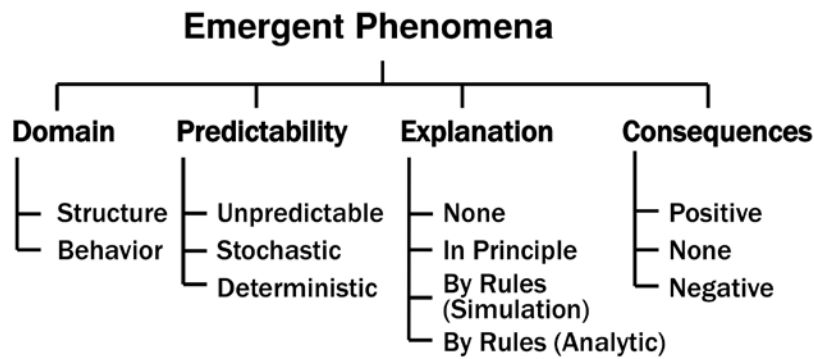 Emergent Phenomena
Domain
Structure
Behavior
Predictability
Unpredictable
Stochastic
Deterministic
Explanation
None
In Principle
By Rules
(Simulation)
By Rules (Analytic)
Consequences
Positive
None
Negative